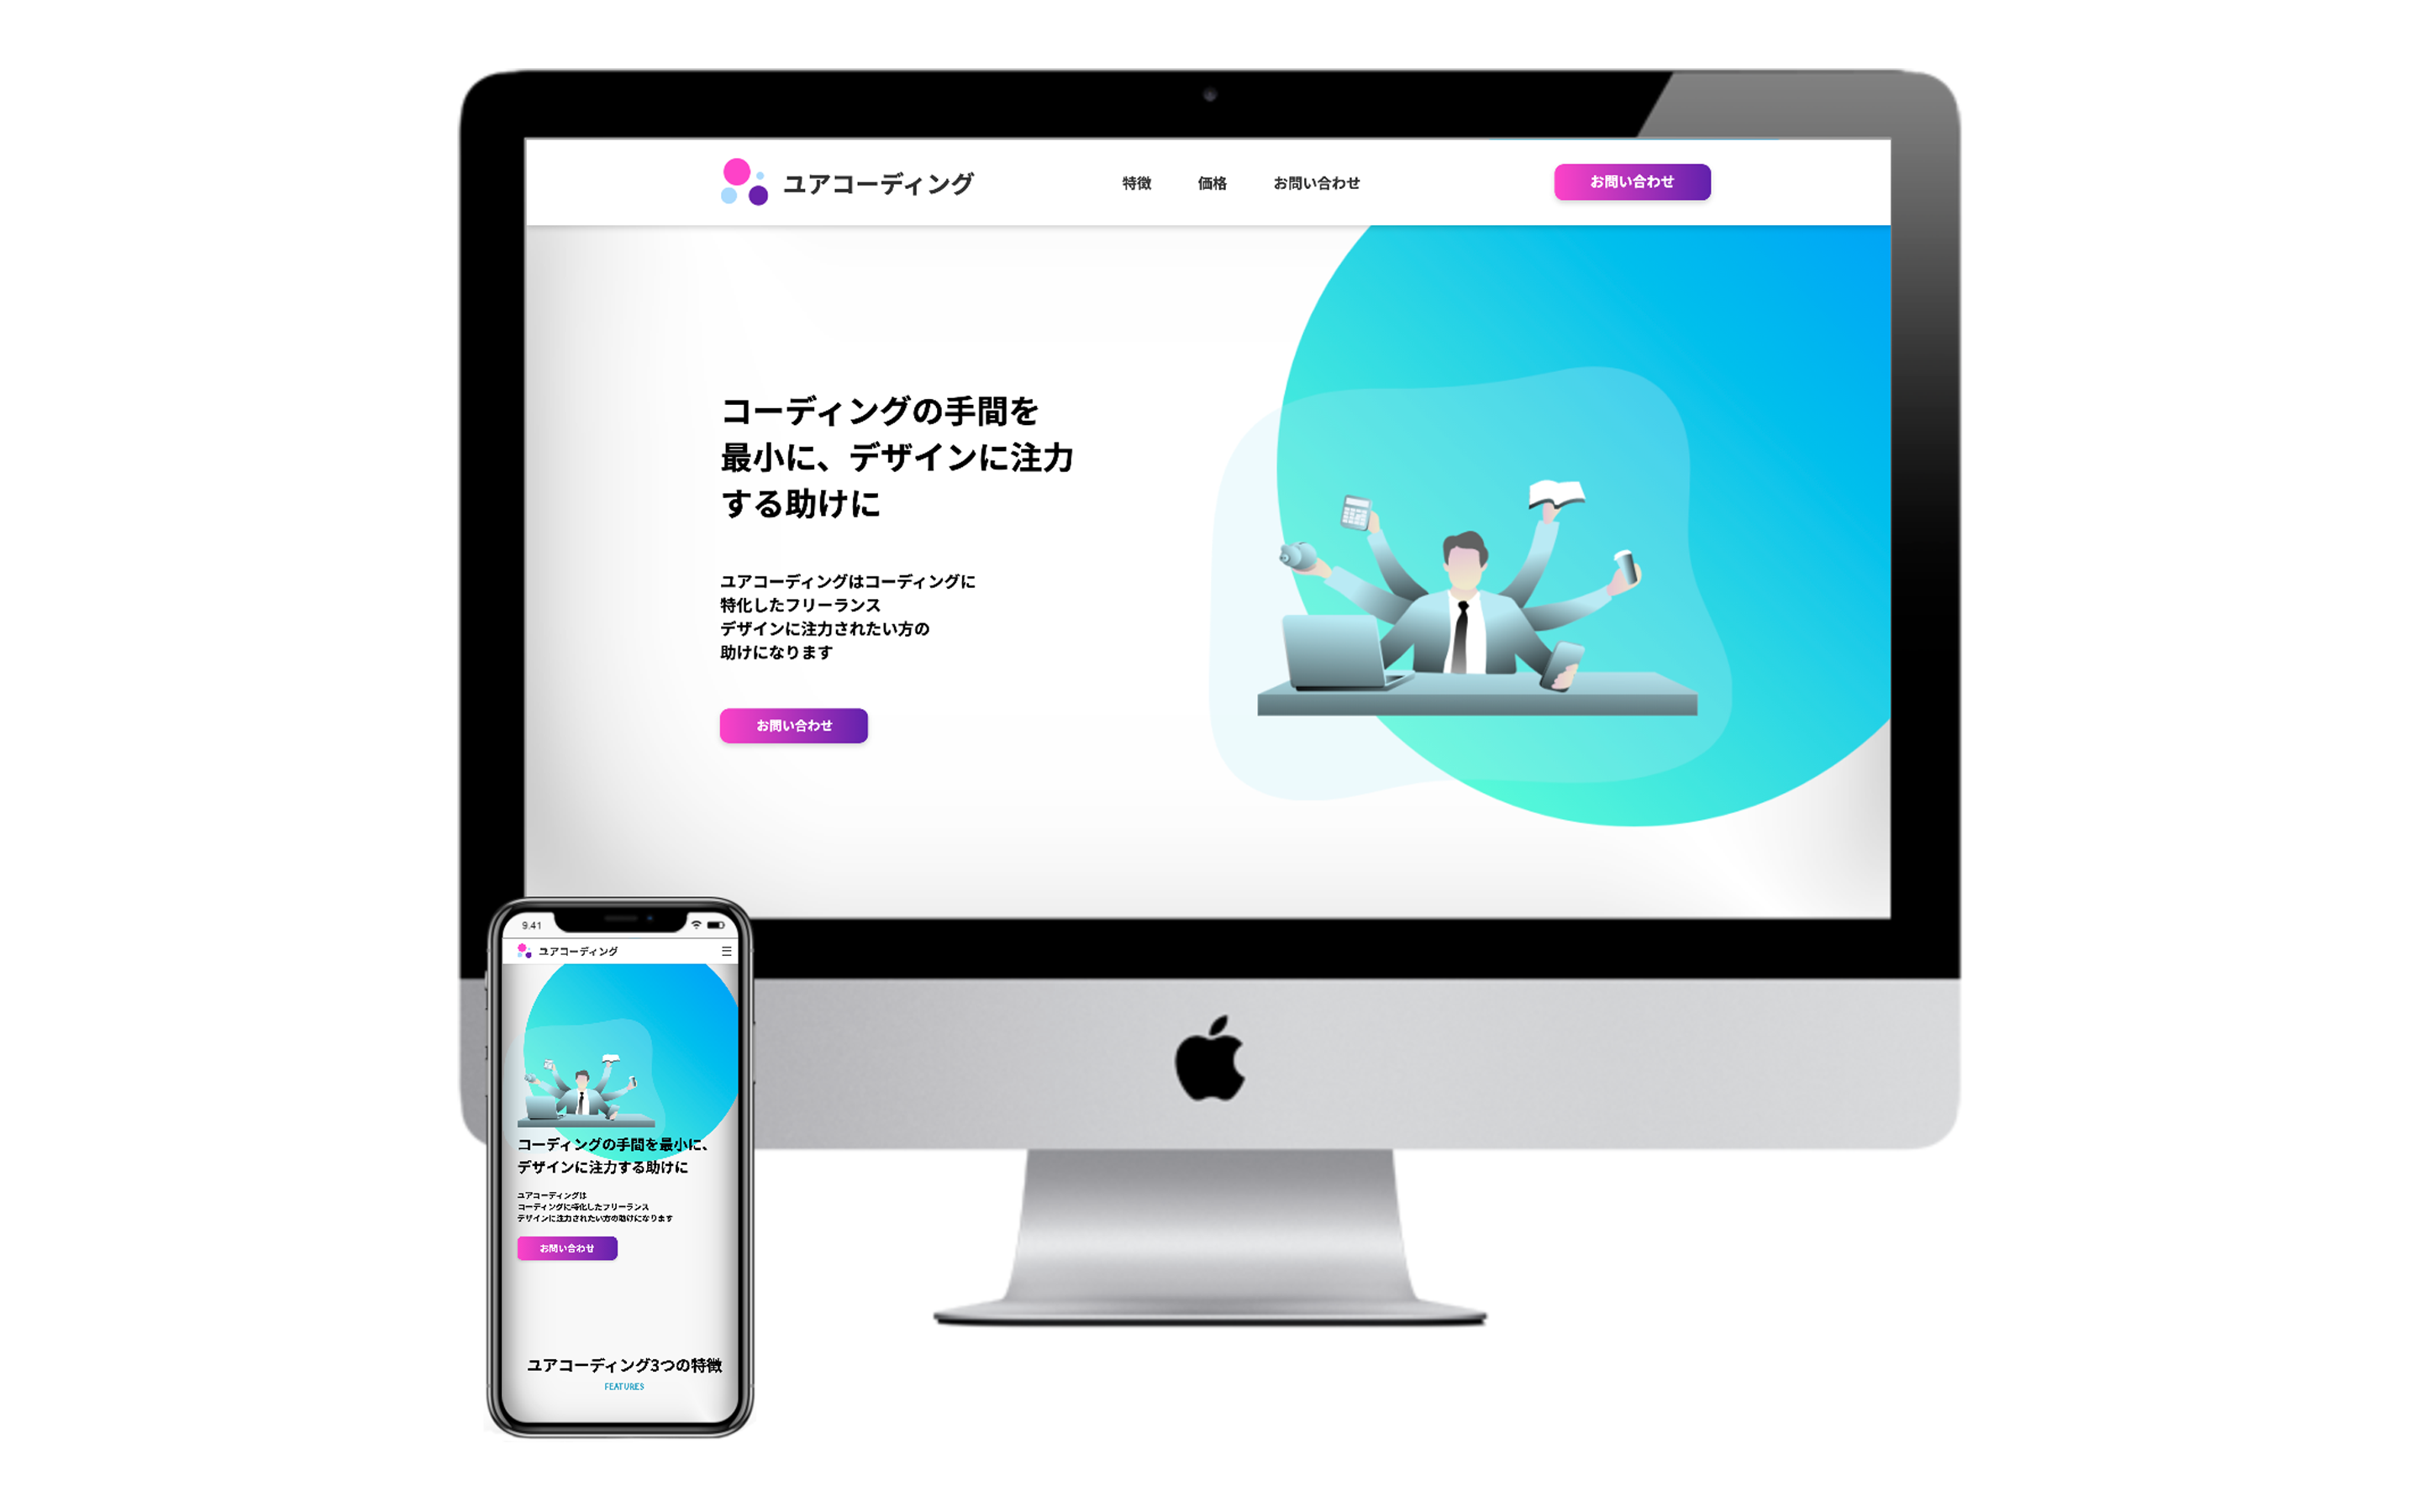 ユアコーディング
特徴
価格
お問い合わせ
お問い合わせ
コーディングの手間を
最小に、デザインに注力
する助けに
ユアコーディングはコーディングに
特化したフリーランス
デザインに注力されたい方の
助けになります
お問い合わせ
9.41
ユアコーディング
コーディングの手間を最小に、
デザインに注力する助けに
ユアコーディングは
コーディングに特化したフリーランス
デザインに注力されたい方の助けになります
お問い合わせ
ユアコーディング3つの特徴
FEATURES